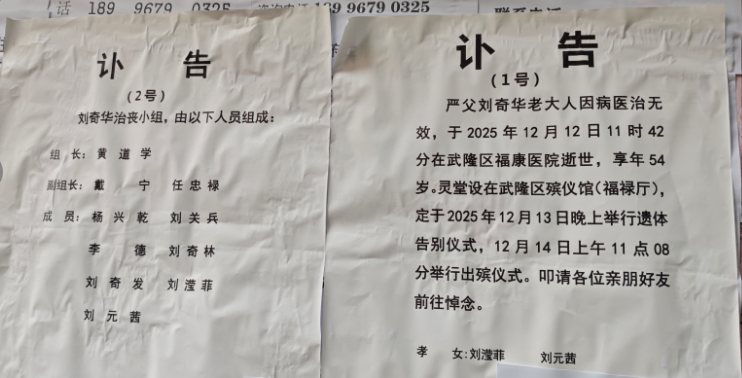 话 189 9679 0325
189 9679 0325
讣 告
(2号)
刘奇华治丧小组，由以下人员组成：
组 长：黄 道 学
副组长：戴 宁 任 忠 禄
成 员：杨 兴 乾 刘 关 兵
李 德 刘 奇 林
刘 奇 发 刘 滢 菲
刘 元 茜
讣 告
(1号)
严父刘奇华老大人因病医治无
效，于2025年12月12日11时42
分在武隆区福康医院逝世，享年54
岁。灵堂设在武隆区殡仪馆(福禄厅)，
定于2025年12月13日晚上举行遗体
告别仪式，12月14日上午11点08
分举行出殡仪式。叩请各位亲朋好友
前往悼念。
孝 女：刘滢菲 刘元茜